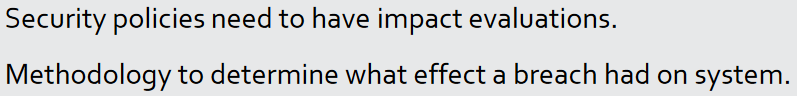 Security policies need to have impact evaluations.
Methodology to determine what effect a breach had on system.